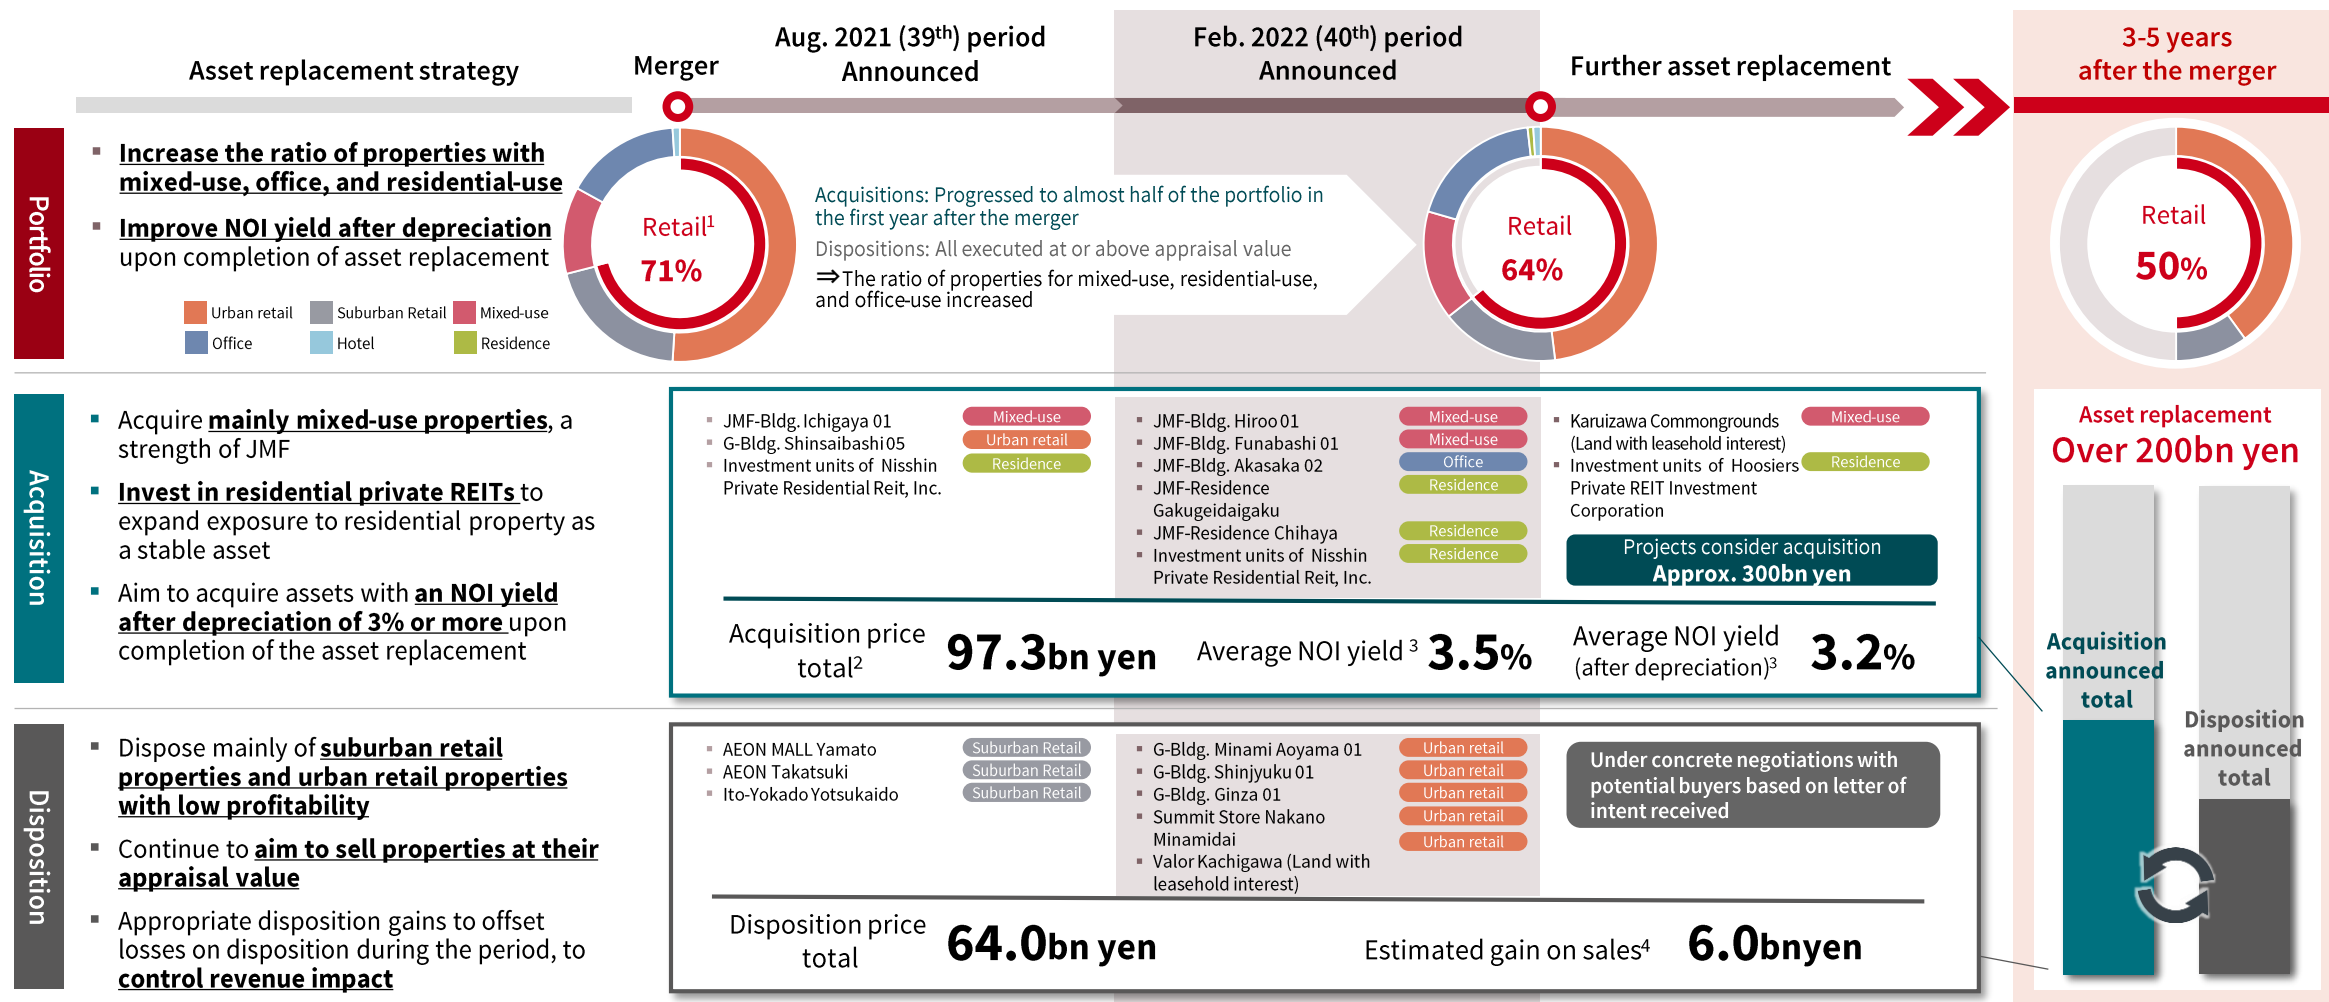 Asset replacement strategy
Merger
Aug. 2021 (39th) period
Announced
Feb. 2022 (40th) period
Announced
Further asset replacement
3-5 years
after the merger
Portfolio
Increase the ratio of properties with
mixed-use, office, and residential-use
Improve NOI yield after depreciation
upon completion of asset replacement
Urban retail
Suburban Retail
Mixed-use
Office
Hotel
Residence
Retail1
71%
Acquisitions: Progressed to almost half of the portfolio in
the first year after the merger
Dispositions: All executed at or above appraisal value
⇒The ratio of properties for mixed-use, residential-use,
and office-use increased
Retail
64%
Retail
50%
Acquisition
Acquire mainly mixed-use properties, a
strength of JMF
Invest in residential private REITs to
expand exposure to residential property as
a stable asset
Aim to acquire assets with an NOI yield
after depreciation of 3% or more upon
completion of the asset replacement
JMF-Bldg. Ichigaya 01
Mixed-use
G-Bldg. Shinsaibashi 05
Urban retail
Investment units of Nisshin
Residence
Private Residential Reit, Inc.
JMF-Bldg. Hiroo 01
Mixed-use
JMF-Bldg. Funabashi 01
Mixed-use
JMF-Bldg. Akasaka 02
Office
JMF-Residence
Residence
Gakugeidaigaku
JMF-Residence Chihaya
Residence
Investment units of Nisshin
Residence
Private Residential Reit, Inc.
Karuizawa Commongrounds
Mixed-use
(Land with leasehold interest)
Investment units of Hoosiers
Residence
Private REIT Investment
Corporation
Projects consider acquisition
Approx. 300bn yen
Acquisition price
total2
97.3bn yen
Average NOI yield 3
3.5%
Average NOI yield
(after depreciation)3
3.2%
Asset replacement
Over 200bn yen
Acquisition
announced
total
Disposition
announced
total
Disposition
Dispose mainly of suburban retail
properties and urban retail properties
with low profitability
Continue to aim to sell properties at their
appraisal value
Appropriate disposition gains to offset
losses on disposition during the period, to
control revenue impact
AEON MALL Yamato
Suburban Retail
AEON Takatsuki
Suburban Retail
Ito-Yokado Yotsukaido
Suburban Retail
G-Bldg. Minami Aoyama 01
Urban retail
G-Bldg. Shinjyuku 01
Urban retail
G-Bldg. Ginza 01
Urban retail
Summit Store Nakano
Urban retail
Minamidai
Urban retail
Valor Kachigawa (Land with
leasehold interest)
Under concrete negotiations with
potential buyers based on letter of
intent received
Disposition price
total
64.0bn yen
Estimated gain on sales4
6.0bnyen